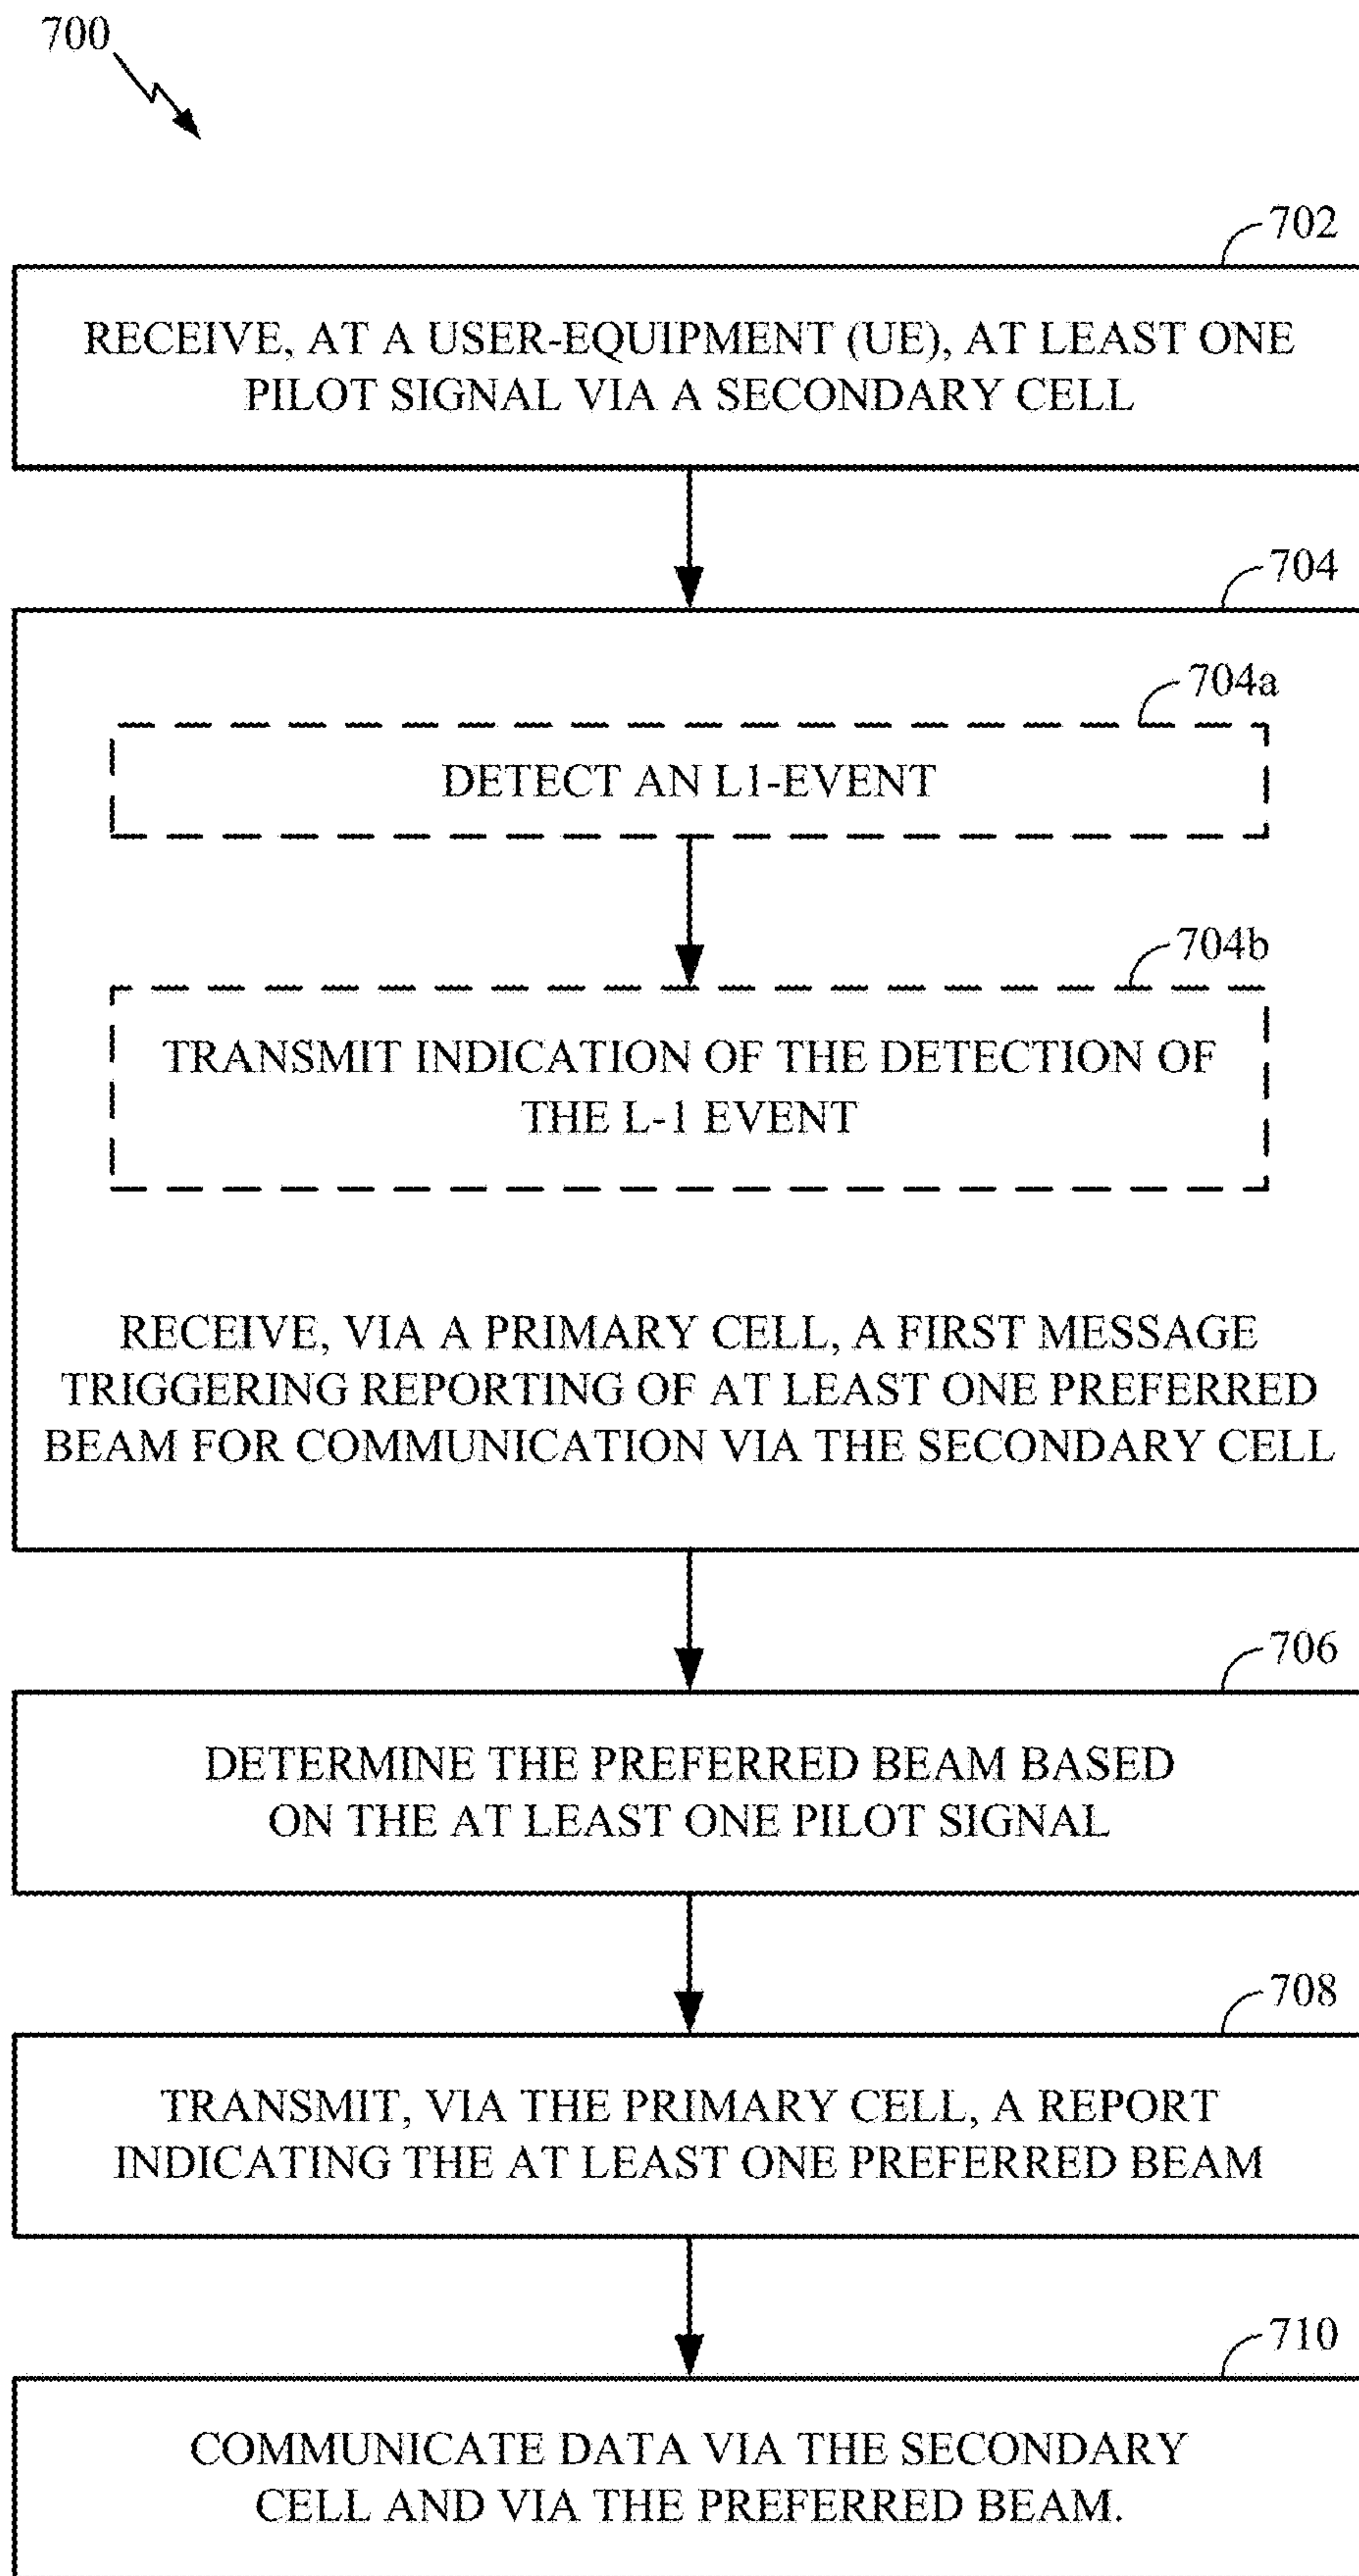 700
702
RECEIVE, AT A USER-EQUIPMENT (UE), AT LEAST ONE
PILOT SIGNAL VIA A SECONDARY CELL
704
704a
DETECT AN L1-EVENT
704b
TRANSMIT INDICATION OF THE DETECTION OF
THE L-1 EVENT
RECEIVE, VIA A PRIMARY CELL, A FIRST MESSAGE
TRIGGERING REPORTING OF AT LEAST ONE PREFERRED
BEAM FOR COMMUNICATION VIA THE SECONDARY CELL
706
DETERMINE THE PREFERRED BEAM BASED
ON THE AT LEAST ONE PILOT SIGNAL
708
TRANSMIT, VIA THE PRIMARY CELL, A REPORT
INDICATING THE AT LEAST ONE PREFERRED BEAM
710
COMMUNICATE DATA VIA THE SECONDARY
CELL AND VIA THE PREFERRED BEAM.